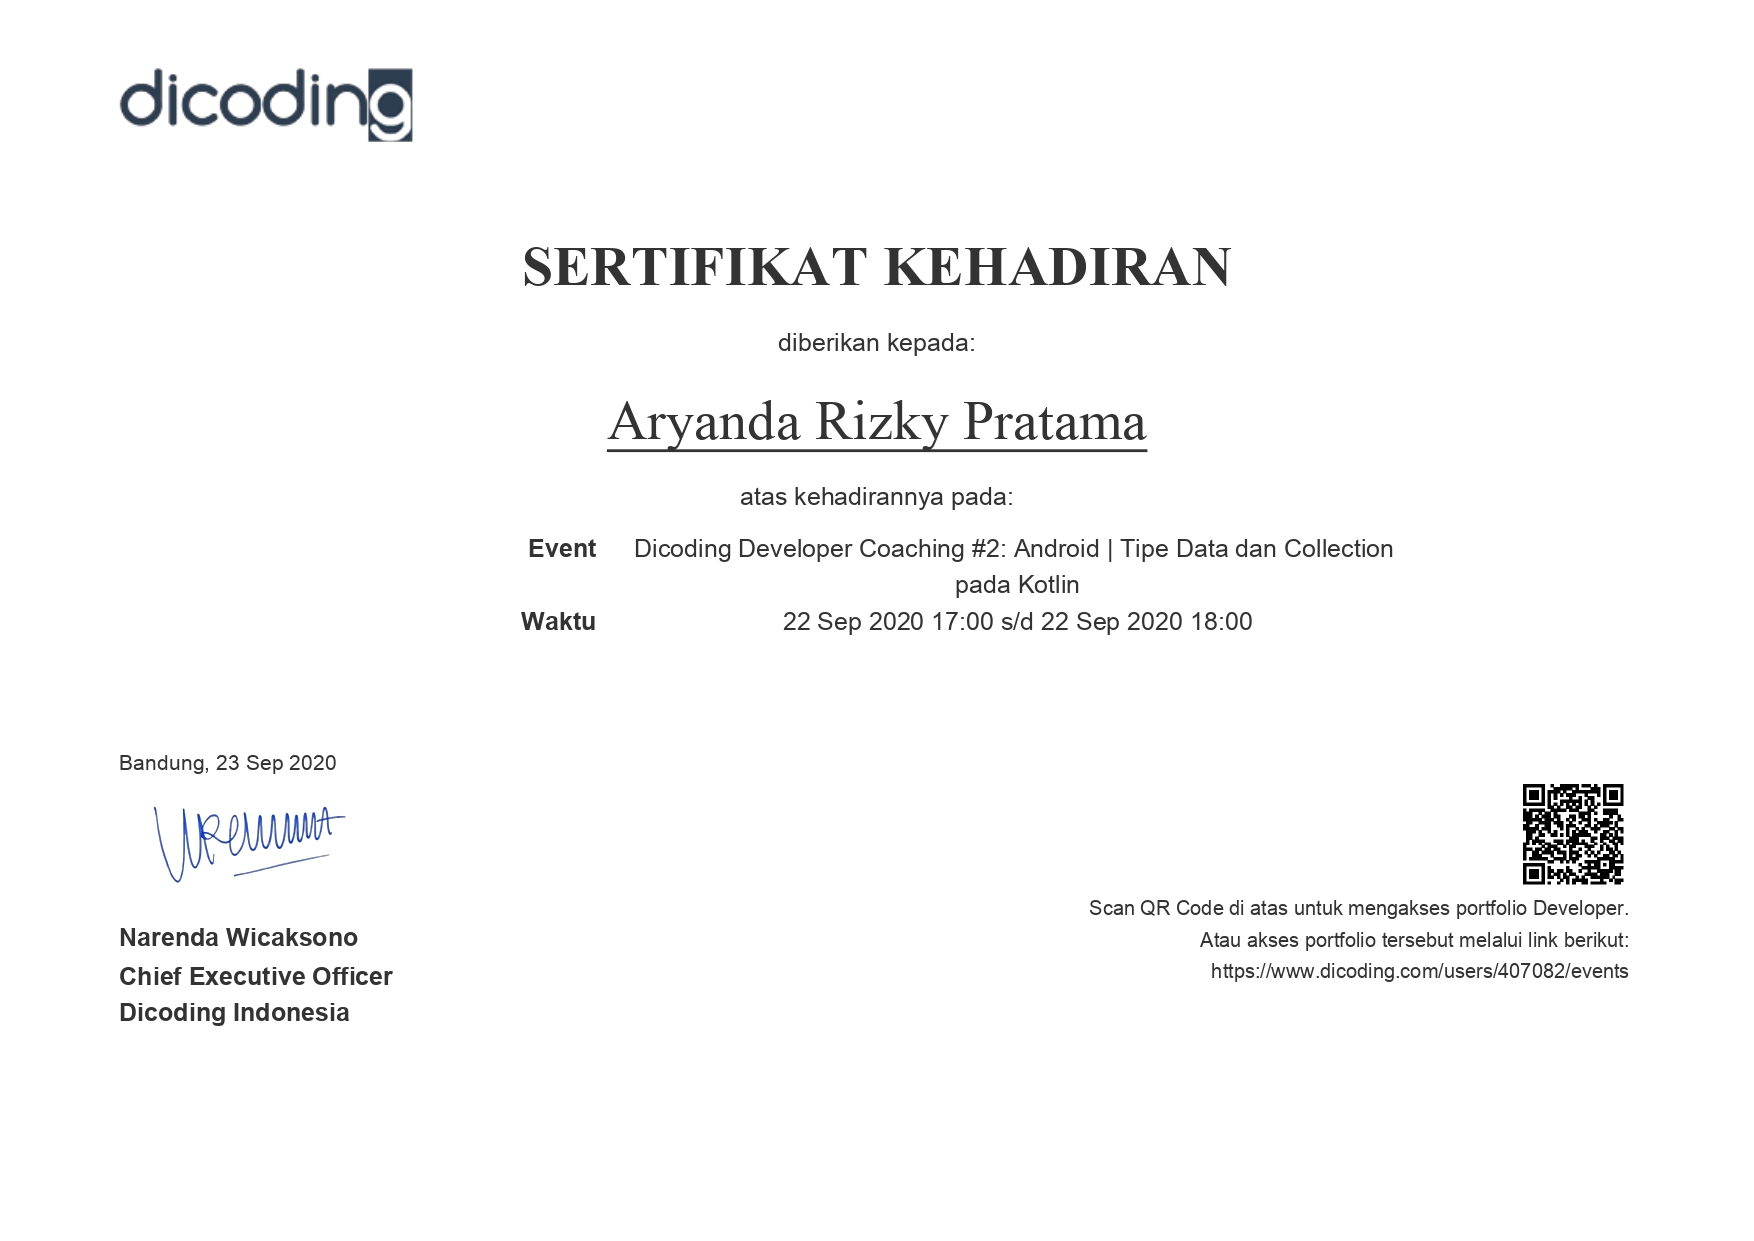 dicoding
SERTIFIKAT KEHADIRAN
diberikan kepada:
Aryanda Rizky Pratama
atas kehadirannya pada:
Event Dicoding Developer Coaching #2: Android | Tipe Data dan Collection
pada Kotlin
Waktu 22 Sep 2020 17:00 s/d 22 Sep 2020 18:00
Bandung, 23 Sep 2020
Narenda Wicaksono
Chief Executive Officer
Dicoding Indonesia
Scan QR Code di atas untuk mengakses portfolio Developer.
Atau akses portfolio tersebut melalui link berikut:
https://www.dicoding.com/users/407082/events